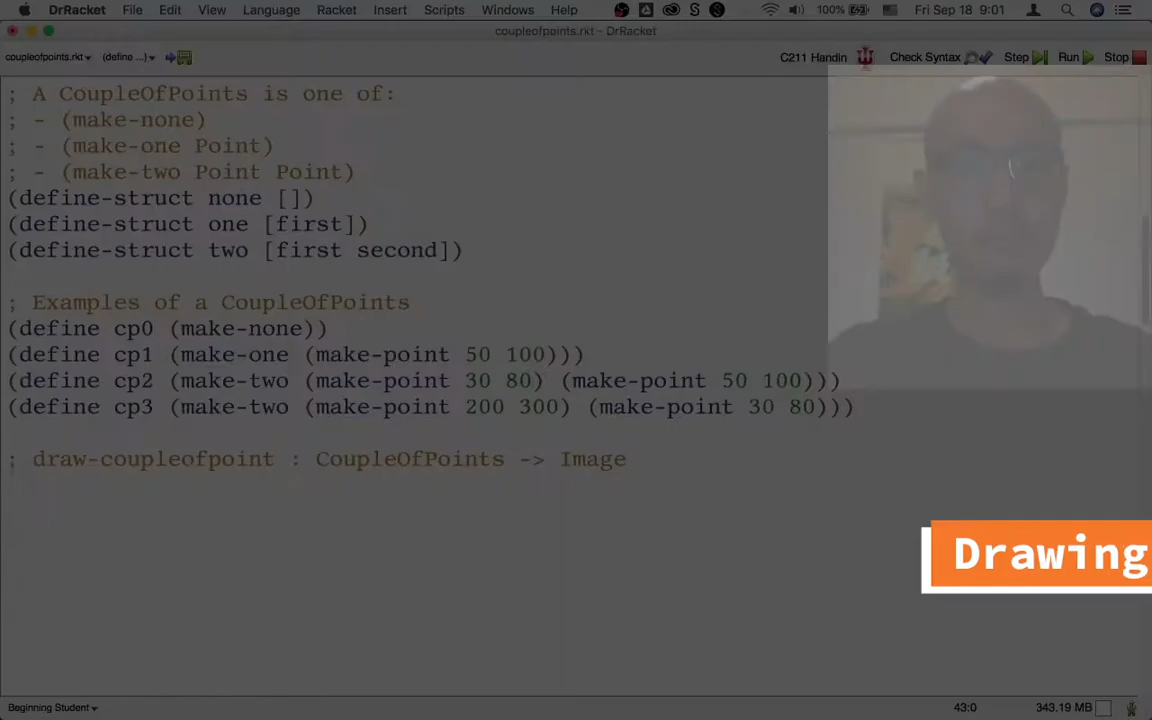 DrRacket File Edit View Language Racket Insert Scripts Windows Help 100% Fri Sep 18 9:01
coupleofpoints.rkt - DrRacket
coupleofpoints.rkt (define ...) C211 Handin Check Syntax Step Run Stop
; A CoupleOfPoints is one of:
; - (make-none)
; - (make-one Point)
; - (make-two Point Point)
(define-struct none [])
(define-struct one [first])
(define-struct two [first second])
; Examples of a CoupleOfPoints
(define cp0 (make-none))
(define cp1 (make-one (make-point 50 100)))
(define cp2 (make-two (make-point 30 80) (make-point 50 100)))
(define cp3 (make-two (make-point 200 300) (make-point 30 80)))
; draw-coupleofpoint : CoupleOfPoints -> Image
Drawing
Beginning Student 43:0 343.19 MB